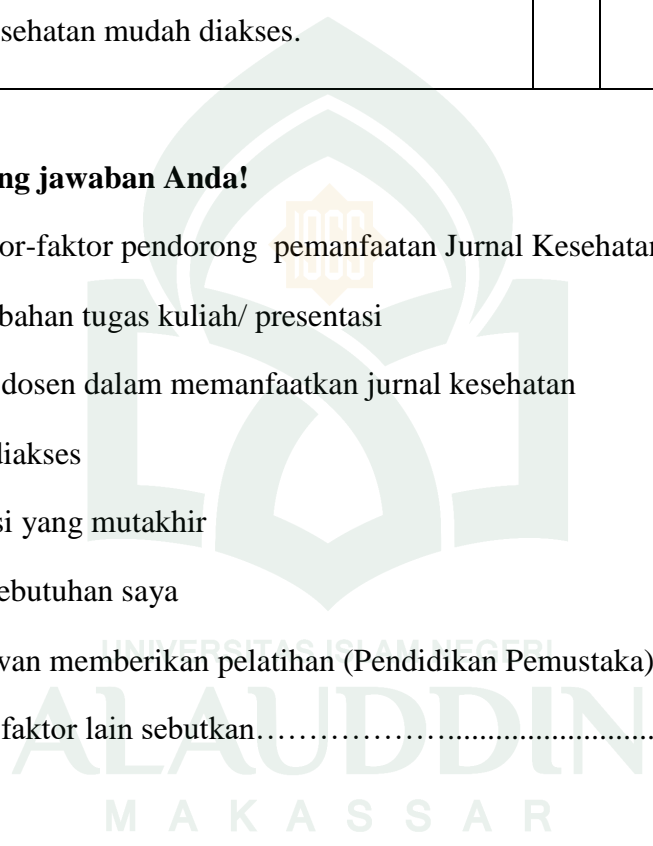 sehatan mudah diakses.
ng jawaban Anda!
or-faktor pendorong pemanfaatan Jurnal Kesehatan
bahan tugas kuliah/ presentasi
dosen dalam memanfaatkan jurnal kesehatan
diakses
si yang mutakhir
ebutuhan saya
UNIVERSITAS ISLAM NEGERI
wan memberikan pelatihan (Pendidikan Pemustaka)
faktor lain sebutkan………………….........................
ALAUDDIN
MAKASSAR